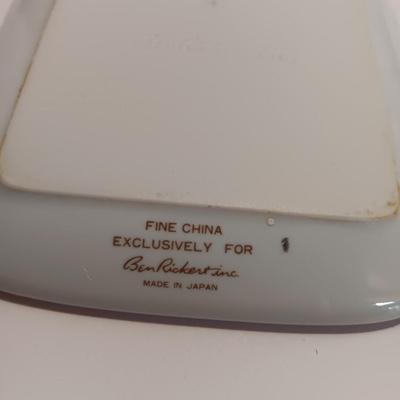 FINE CHINA
EXCLUSIVELY FOR
Ben Rickert inc.
MADE IN JAPAN